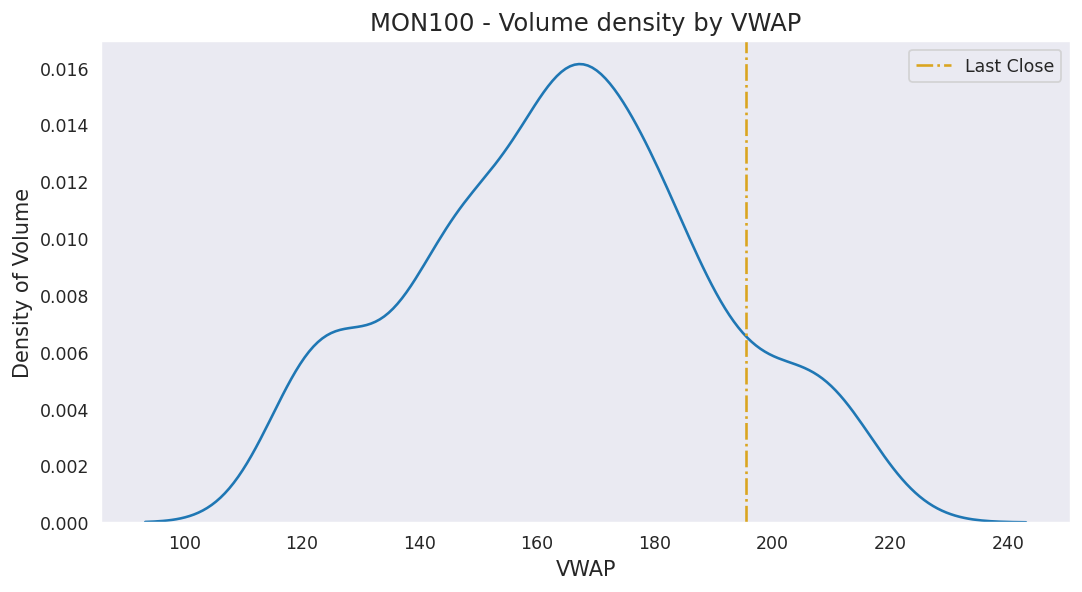 MON100 - Volume density by VWAP
Last Close
Density of Volume
0.016
0.014
0.012
0.010
0.008
0.006
0.004
0.002
0.000
100 120 140 160 180 200 220 240
VWAP